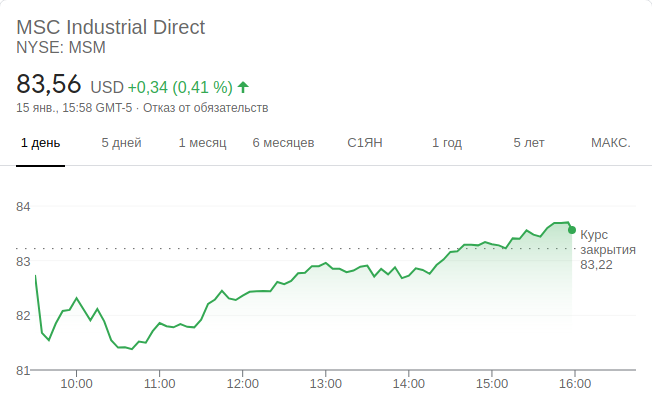 MSC Industrial Direct
NYSE: MSM
83,56 USD +0,34 (0,41 %)
15 янв., 15:58 GMT-5 · Отказ от обязательств
1 день 5 дней 1 месяц 6 месяцев С1ЯН 1 год 5 лет МАКС.
84
83
82
81
Курс
закрытия
83,22
10:00 11:00 12:00 13:00 14:00 15:00 16:00